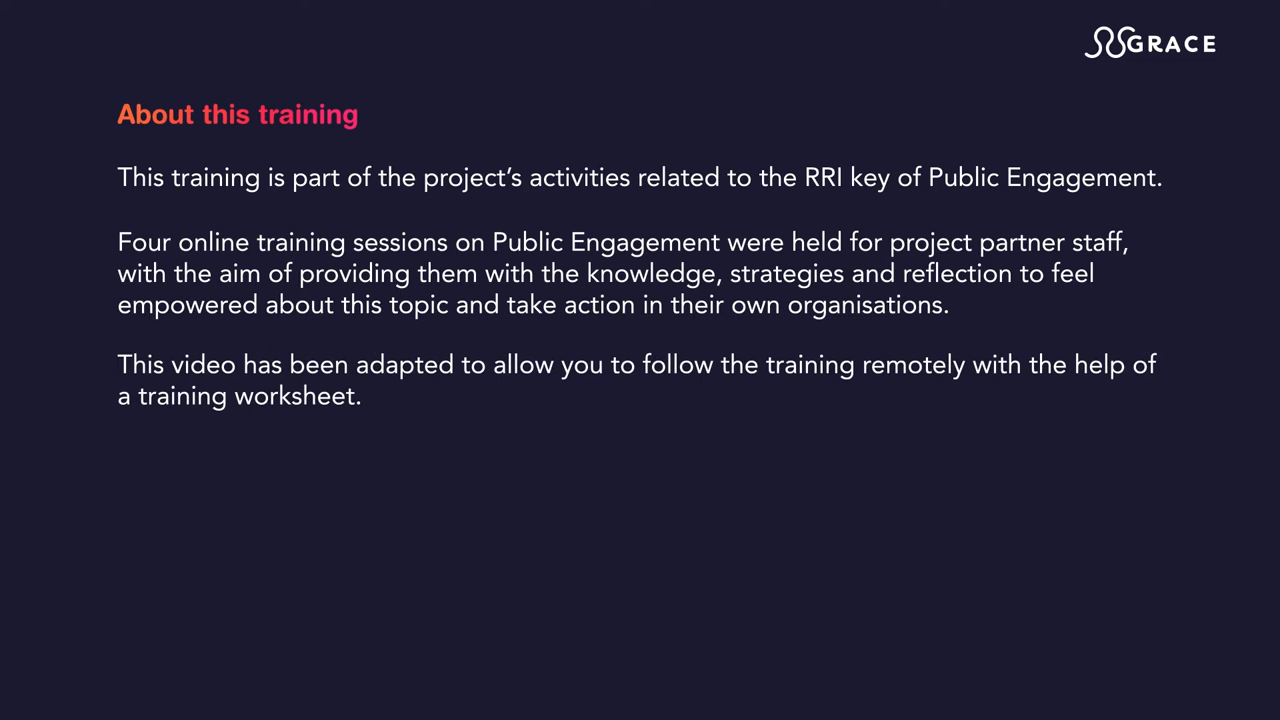 GRACE
About this training
This training is part of the project's activities related to the RRI key of Public Engagement.
Four online training sessions on Public Engagement were held for project partner staff,
with the aim of providing them with the knowledge, strategies and reflection to feel
empowered about this topic and take action in their own organisations.
This video has been adapted to allow you to follow the training remotely with the help of
a training worksheet.